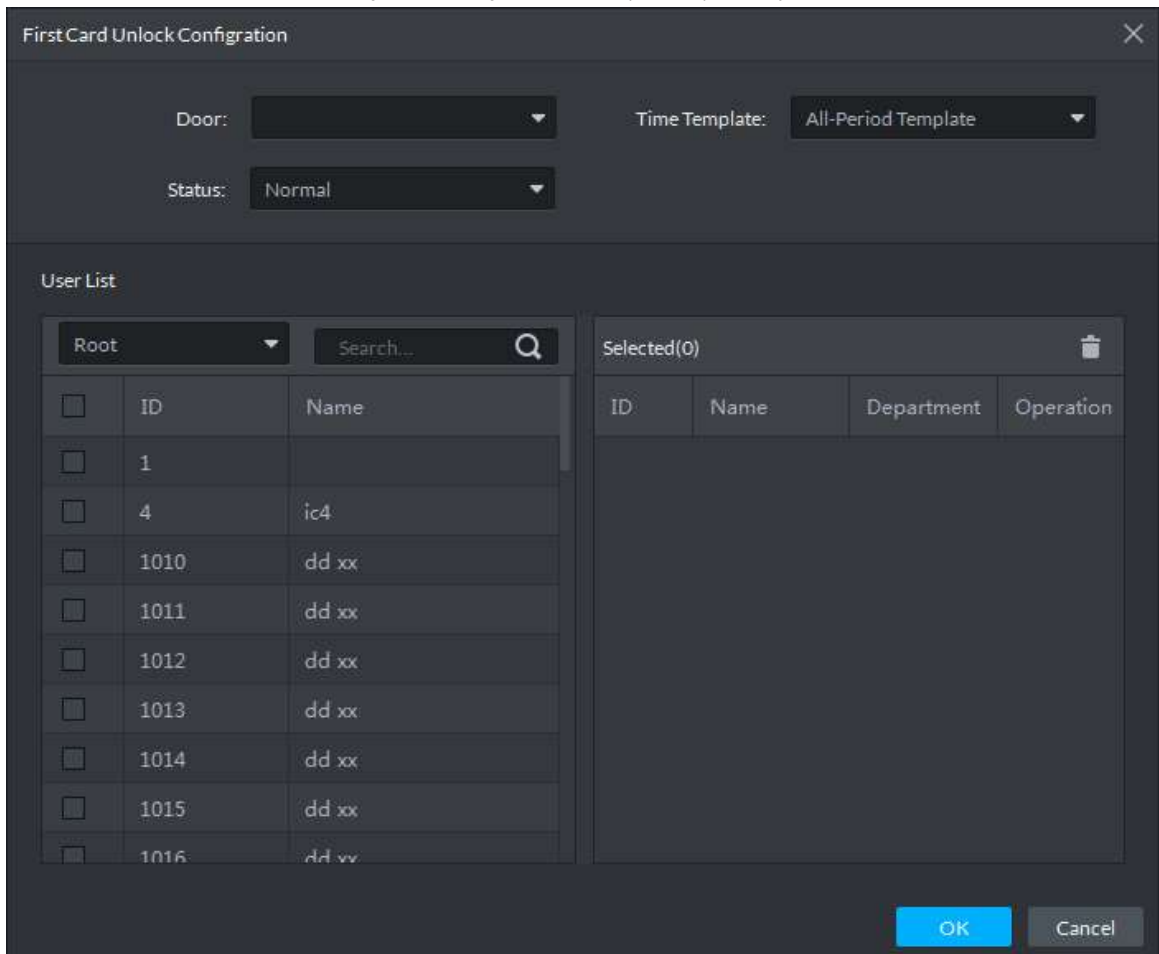 First Card Unlock Configration
Door:
Time Template: All-Period Template
Status: Normal
User List
Root Search... Selected(0)
ID Name ID Name Department Operation
1
4 ic4
1010 dd xx
1011 dd xx
1012 dd xx
1013 dd xx
1014 dd xx
1015 dd xx
1016 dd xx
OK Cancel